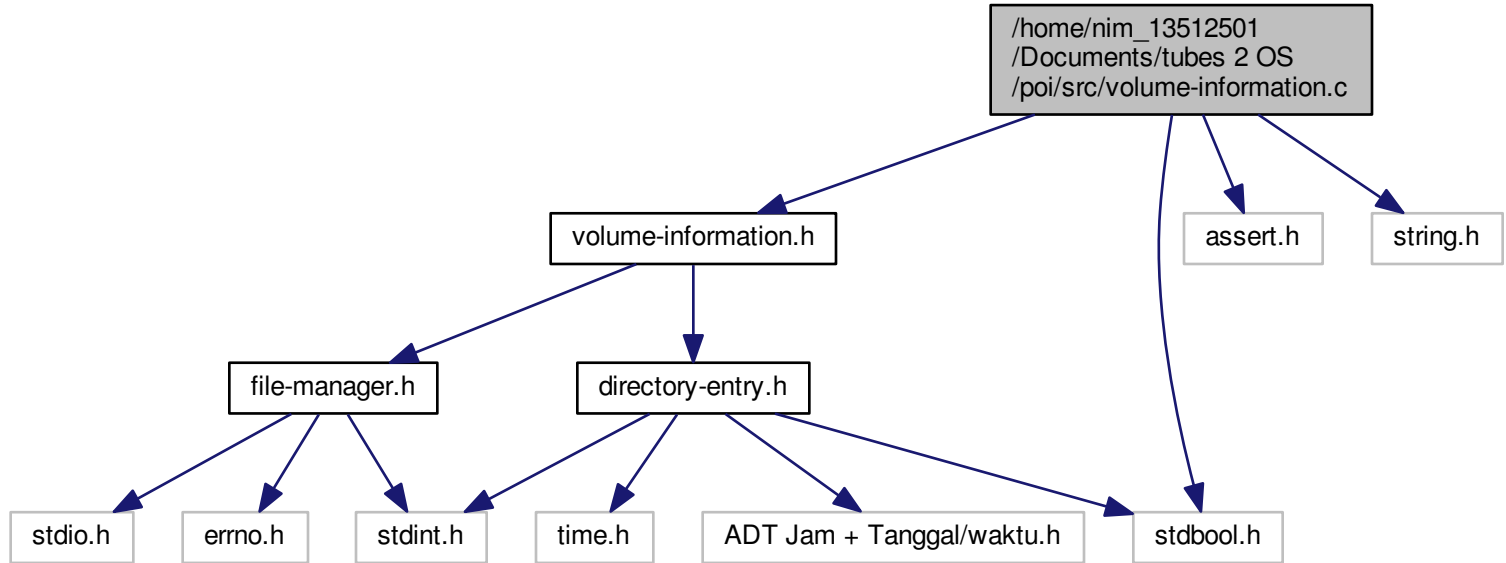 /home/nim_13512501
/Documents/tubes 2 OS
/poi/src/volume-information.c
volume-information.h
assert.h
string.h
file-manager.h
directory-entry.h
stdio.h
errno.h
stdint.h
time.h
ADT Jam + Tanggal/waktu.h
stdbool.h